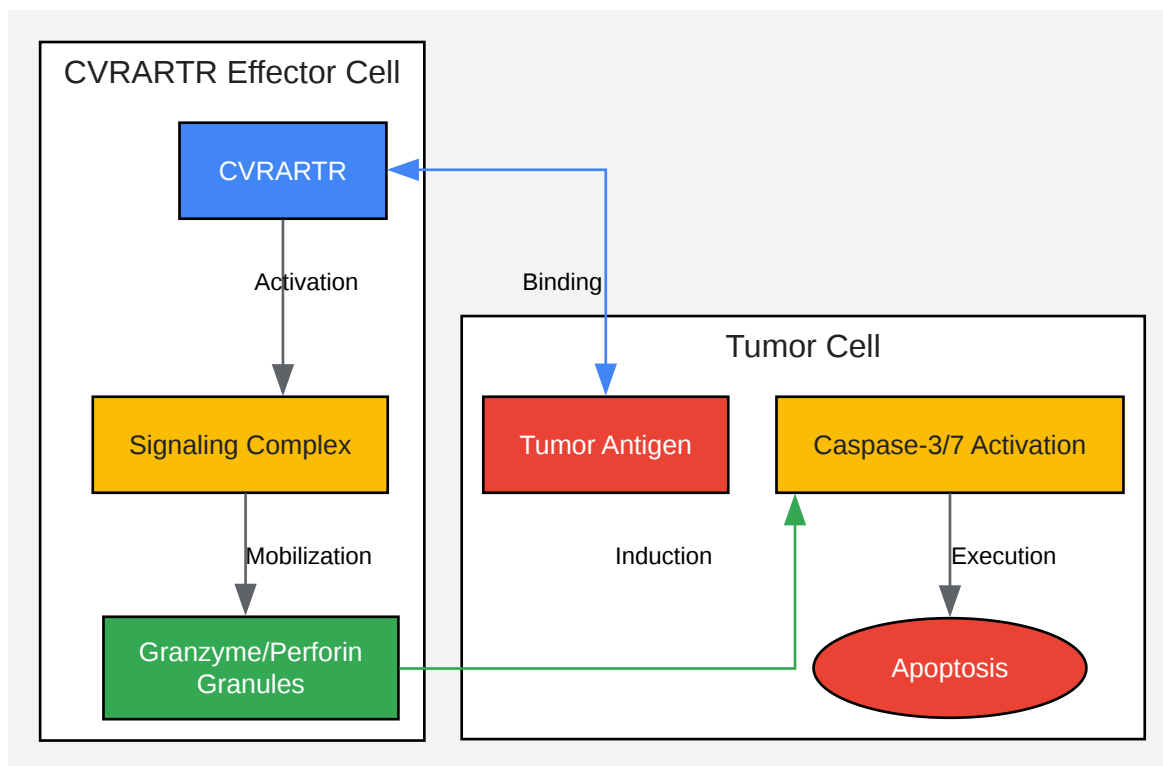 CVRARTR Effector Cell
CVRARTR
Activation
Binding
Tumor Cell
Signaling Complex
Tumor Antigen
Caspase-3/7 Activation
Mobilization
Induction
Execution
Granzyme/Perforin
Granules
Apoptosis